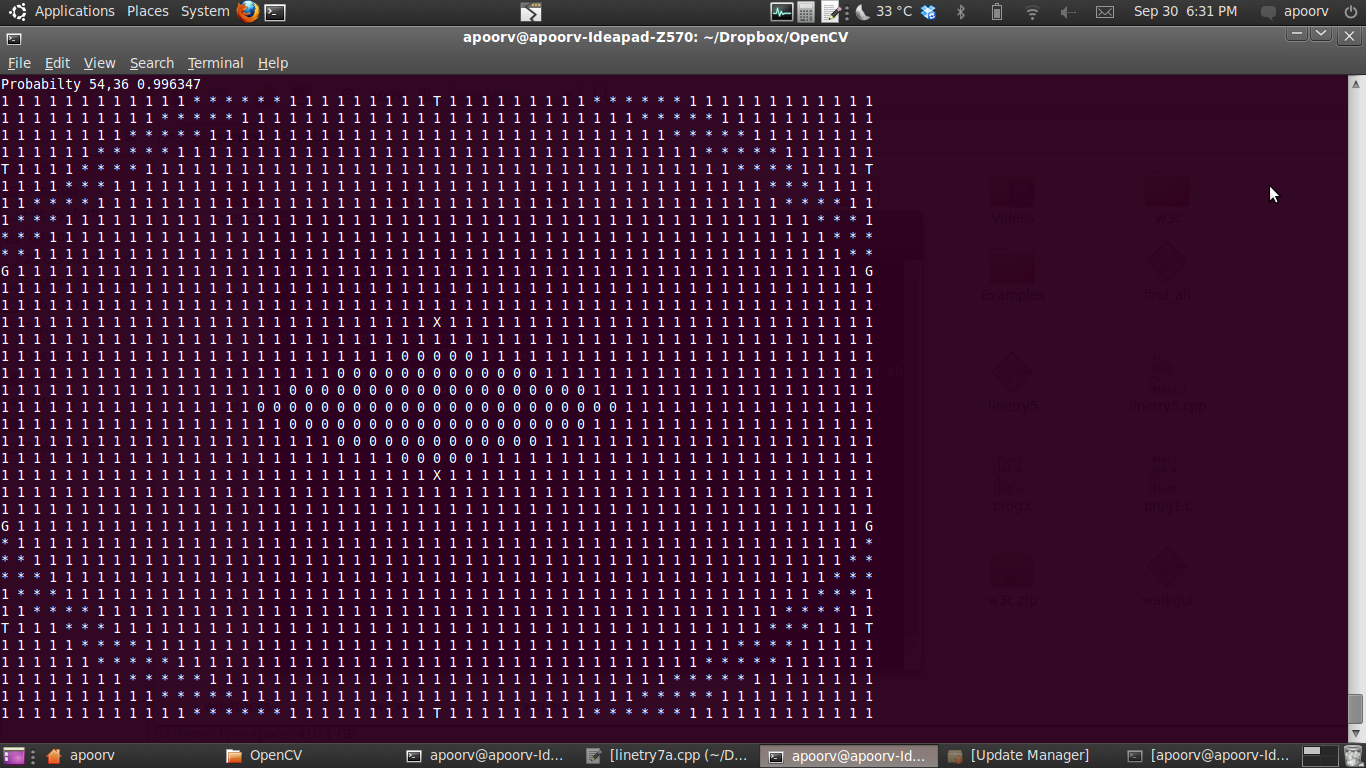 Applications Places System 33 °C Sep 30 6:31 PM apoorv
apoorv@apoorv-Ideapad-Z570: ~/Dropbox/OpenCV
File Edit View Search Terminal Help
Probabilty 54,36 0.996347
1 1 1 1 1 1 1 1 1 1 1 1 * * * * * * 1 1 1 1 1 1 1 1 1 T 1 1 1 1 1 1 1 1 1 * * * * * * 1 1 1 1 1 1 1 1 1 1 1 1
1 1 1 1 1 1 1 1 1 1 * * * * * 1 1 1 1 1 1 1 1 1 1 1 1 1 1 1 1 1 1 1 1 1 1 1 1 1 * * * * * 1 1 1 1 1 1 1 1 1 1
1 1 1 1 1 1 1 1 * * * * * 1 1 1 1 1 1 1 1 1 1 1 1 1 1 1 1 1 1 1 1 1 1 1 1 1 1 1 1 1 * * * * * 1 1 1 1 1 1 1 1
1 1 1 1 1 1 * * * * * 1 1 1 1 1 1 1 1 1 1 1 1 1 1 1 1 1 1 1 1 1 1 1 1 1 1 1 1 1 1 1 1 1 * * * * * 1 1 1 1 1 1
T 1 1 1 1 * * * * 1 1 1 1 1 1 1 1 1 1 1 1 1 1 1 1 1 1 1 1 1 1 1 1 1 1 1 1 1 1 1 1 1 1 1 1 1 * * * * 1 1 1 1 T
1 1 1 1 * * * 1 1 1 1 1 1 1 1 1 1 1 1 1 1 1 1 1 1 1 1 1 1 1 1 1 1 1 1 1 1 1 1 1 1 1 1 1 1 1 1 1 * * * 1 1 1 1
1 1 * * * * 1 1 1 1 1 1 1 1 1 1 1 1 1 1 1 1 1 1 1 1 1 1 1 1 1 1 1 1 1 1 1 1 1 1 1 1 1 1 1 1 1 1 1 * * * * 1 1
1 * * * 1 1 1 1 1 1 1 1 1 1 1 1 1 1 1 1 1 1 1 1 1 1 1 1 1 1 1 1 1 1 1 1 1 1 1 1 1 1 1 1 1 1 1 1 1 1 1 * * * 1
* * * 1 1 1 1 1 1 1 1 1 1 1 1 1 1 1 1 1 1 1 1 1 1 1 1 1 1 1 1 1 1 1 1 1 1 1 1 1 1 1 1 1 1 1 1 1 1 1 1 1 * * *
* * 1 1 1 1 1 1 1 1 1 1 1 1 1 1 1 1 1 1 1 1 1 1 1 1 1 1 1 1 1 1 1 1 1 1 1 1 1 1 1 1 1 1 1 1 1 1 1 1 1 1 1 * *
G 1 1 1 1 1 1 1 1 1 1 1 1 1 1 1 1 1 1 1 1 1 1 1 1 1 1 1 1 1 1 1 1 1 1 1 1 1 1 1 1 1 1 1 1 1 1 1 1 1 1 1 1 1 G
1 1 1 1 1 1 1 1 1 1 1 1 1 1 1 1 1 1 1 1 1 1 1 1 1 1 1 1 1 1 1 1 1 1 1 1 1 1 1 1 1 1 1 1 1 1 1 1 1 1 1 1 1 1 1
1 1 1 1 1 1 1 1 1 1 1 1 1 1 1 1 1 1 1 1 1 1 1 1 1 1 1 1 1 1 1 1 1 1 1 1 1 1 1 1 1 1 1 1 1 1 1 1 1 1 1 1 1 1 1
1 1 1 1 1 1 1 1 1 1 1 1 1 1 1 1 1 1 1 1 1 1 1 1 1 1 1 X 1 1 1 1 1 1 1 1 1 1 1 1 1 1 1 1 1 1 1 1 1 1 1 1 1 1 1
1 1 1 1 1 1 1 1 1 1 1 1 1 1 1 1 1 1 1 1 1 1 1 1 1 1 1 1 1 1 1 1 1 1 1 1 1 1 1 1 1 1 1 1 1 1 1 1 1 1 1 1 1 1 1
1 1 1 1 1 1 1 1 1 1 1 1 1 1 1 1 1 1 1 1 1 1 1 1 1 0 0 0 0 0 1 1 1 1 1 1 1 1 1 1 1 1 1 1 1 1 1 1 1 1 1 1 1 1 1
1 1 1 1 1 1 1 1 1 1 1 1 1 1 1 1 1 1 1 1 1 0 0 0 0 0 0 0 0 0 0 0 0 0 1 1 1 1 1 1 1 1 1 1 1 1 1 1 1 1 1 1 1 1 1
1 1 1 1 1 1 1 1 1 1 1 1 1 1 1 1 1 1 0 0 0 0 0 0 0 0 0 0 0 0 0 0 0 0 0 0 0 1 1 1 1 1 1 1 1 1 1 1 1 1 1 1 1 1 1
1 1 1 1 1 1 1 1 1 1 1 1 1 1 1 1 0 0 0 0 0 0 0 0 0 0 0 0 0 0 0 0 0 0 0 0 0 0 0 1 1 1 1 1 1 1 1 1 1 1 1 1 1 1 1
1 1 1 1 1 1 1 1 1 1 1 1 1 1 1 1 1 1 0 0 0 0 0 0 0 0 0 0 0 0 0 0 0 0 0 0 0 1 1 1 1 1 1 1 1 1 1 1 1 1 1 1 1 1 1
1 1 1 1 1 1 1 1 1 1 1 1 1 1 1 1 1 1 1 1 1 0 0 0 0 0 0 0 0 0 0 0 0 0 1 1 1 1 1 1 1 1 1 1 1 1 1 1 1 1 1 1 1 1 1
1 1 1 1 1 1 1 1 1 1 1 1 1 1 1 1 1 1 1 1 1 1 1 1 1 0 0 0 0 0 1 1 1 1 1 1 1 1 1 1 1 1 1 1 1 1 1 1 1 1 1 1 1 1 1
1 1 1 1 1 1 1 1 1 1 1 1 1 1 1 1 1 1 1 1 1 1 1 1 1 1 1 X 1 1 1 1 1 1 1 1 1 1 1 1 1 1 1 1 1 1 1 1 1 1 1 1 1 1 1
1 1 1 1 1 1 1 1 1 1 1 1 1 1 1 1 1 1 1 1 1 1 1 1 1 1 1 1 1 1 1 1 1 1 1 1 1 1 1 1 1 1 1 1 1 1 1 1 1 1 1 1 1 1 1
1 1 1 1 1 1 1 1 1 1 1 1 1 1 1 1 1 1 1 1 1 1 1 1 1 1 1 1 1 1 1 1 1 1 1 1 1 1 1 1 1 1 1 1 1 1 1 1 1 1 1 1 1 1 1
G 1 1 1 1 1 1 1 1 1 1 1 1 1 1 1 1 1 1 1 1 1 1 1 1 1 1 1 1 1 1 1 1 1 1 1 1 1 1 1 1 1 1 1 1 1 1 1 1 1 1 1 1 1 G
* 1 1 1 1 1 1 1 1 1 1 1 1 1 1 1 1 1 1 1 1 1 1 1 1 1 1 1 1 1 1 1 1 1 1 1 1 1 1 1 1 1 1 1 1 1 1 1 1 1 1 1 1 1 *
* * 1 1 1 1 1 1 1 1 1 1 1 1 1 1 1 1 1 1 1 1 1 1 1 1 1 1 1 1 1 1 1 1 1 1 1 1 1 1 1 1 1 1 1 1 1 1 1 1 1 1 1 * *
* * * 1 1 1 1 1 1 1 1 1 1 1 1 1 1 1 1 1 1 1 1 1 1 1 1 1 1 1 1 1 1 1 1 1 1 1 1 1 1 1 1 1 1 1 1 1 1 1 1 1 * * *
1 * * * 1 1 1 1 1 1 1 1 1 1 1 1 1 1 1 1 1 1 1 1 1 1 1 1 1 1 1 1 1 1 1 1 1 1 1 1 1 1 1 1 1 1 1 1 1 1 1 * * * 1
1 1 * * * * 1 1 1 1 1 1 1 1 1 1 1 1 1 1 1 1 1 1 1 1 1 1 1 1 1 1 1 1 1 1 1 1 1 1 1 1 1 1 1 1 1 1 1 * * * * 1 1
T 1 1 1 * * * 1 1 1 1 1 1 1 1 1 1 1 1 1 1 1 1 1 1 1 1 1 1 1 1 1 1 1 1 1 1 1 1 1 1 1 1 1 1 1 1 1 * * * 1 1 1 T
1 1 1 1 1 * * * * 1 1 1 1 1 1 1 1 1 1 1 1 1 1 1 1 1 1 1 1 1 1 1 1 1 1 1 1 1 1 1 1 1 1 1 1 1 * * * * 1 1 1 1 1
1 1 1 1 1 1 * * * * * 1 1 1 1 1 1 1 1 1 1 1 1 1 1 1 1 1 1 1 1 1 1 1 1 1 1 1 1 1 1 1 1 1 * * * * * 1 1 1 1 1 1
1 1 1 1 1 1 1 1 * * * * * 1 1 1 1 1 1 1 1 1 1 1 1 1 1 1 1 1 1 1 1 1 1 1 1 1 1 1 1 1 * * * * * 1 1 1 1 1 1 1 1
1 1 1 1 1 1 1 1 1 1 * * * * * 1 1 1 1 1 1 1 1 1 1 1 1 1 1 1 1 1 1 1 1 1 1 1 1 1 * * * * * 1 1 1 1 1 1 1 1 1 1
1 1 1 1 1 1 1 1 1 1 1 1 * * * * * * 1 1 1 1 1 1 1 1 1 T 1 1 1 1 1 1 1 1 1 * * * * * * 1 1 1 1 1 1 1 1 1 1 1 1
Videos w3c
Examples find_all
linetry5 linetry5.cpp
prog.c prog1.c
w3c.zip walkgui
apoorv OpenCV apoorv@apoorv-Id... [linetry7a.cpp (~/D... apoorv@apoorv-Id... [Update Manager] [apoorv@apoorv-Id...